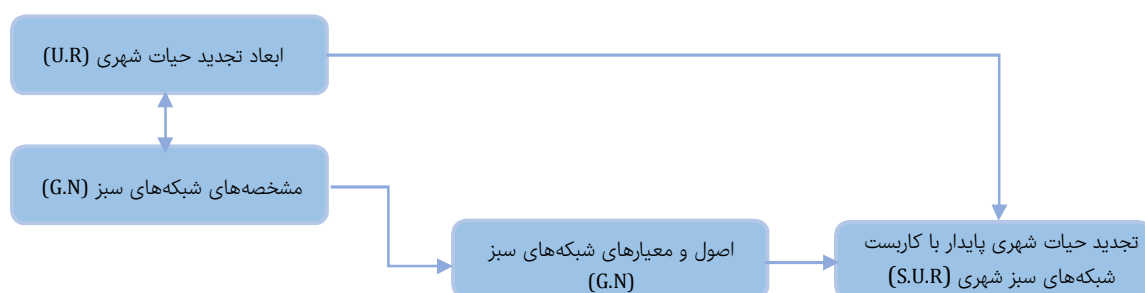 ابعاد تجدید حیات شهری (U.R)
مشخصه‌های شبکه‌های سبز (G.N)
اصول و معیارهای شبکه‌های سبز
(G.N)
تجدید حیات شهری پایدار با کاربست
شبکه‌های سبز شهری (S.U.R)